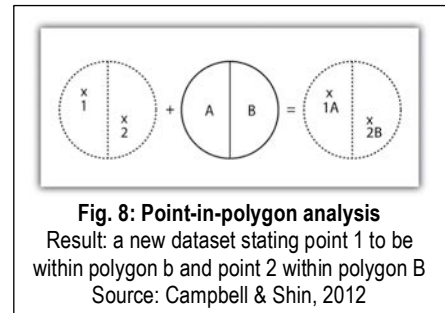 x x
1 2 + A B = x x
1A 2B
Fig. 8: Point-in-polygon analysis
Result: a new dataset stating point 1 to be
within polygon b and point 2 within polygon B
Source: Campbell & Shin, 2012